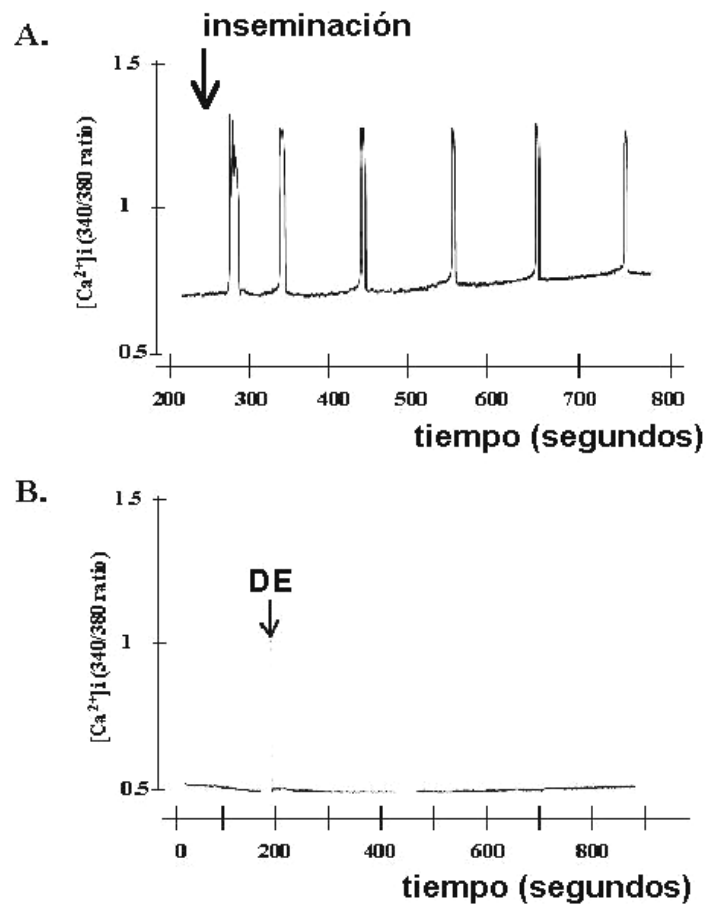 A.
inseminación
1.5
1
0.5
[Ca²⁺]i (340/380 ratio)
200 300 400 500 600 700 800
tiempo (segundos)
B.
1.5
DE
1
0.5
[Ca²⁺]i (340/380 ratio)
0 200 400 600 800
tiempo (segundos)